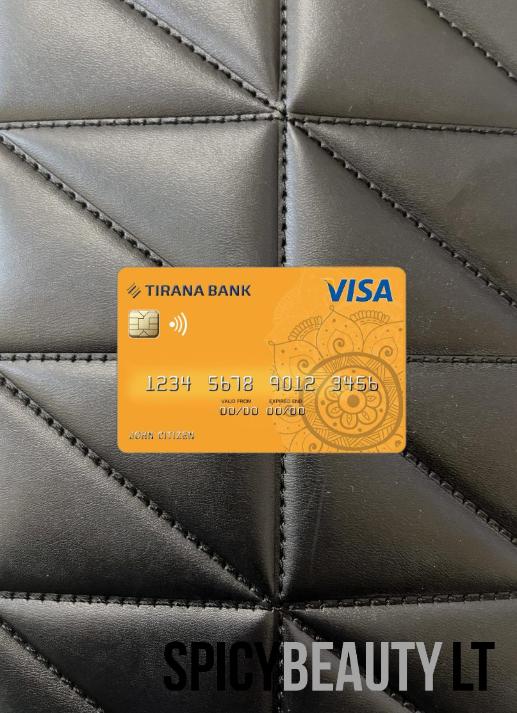 TIRANA BANK VISA
1234 5678 9012 3456
VALID FROM EXPIRES END
00/00 00/00
JOHN CITIZEN
SPICYBEAUTY LT